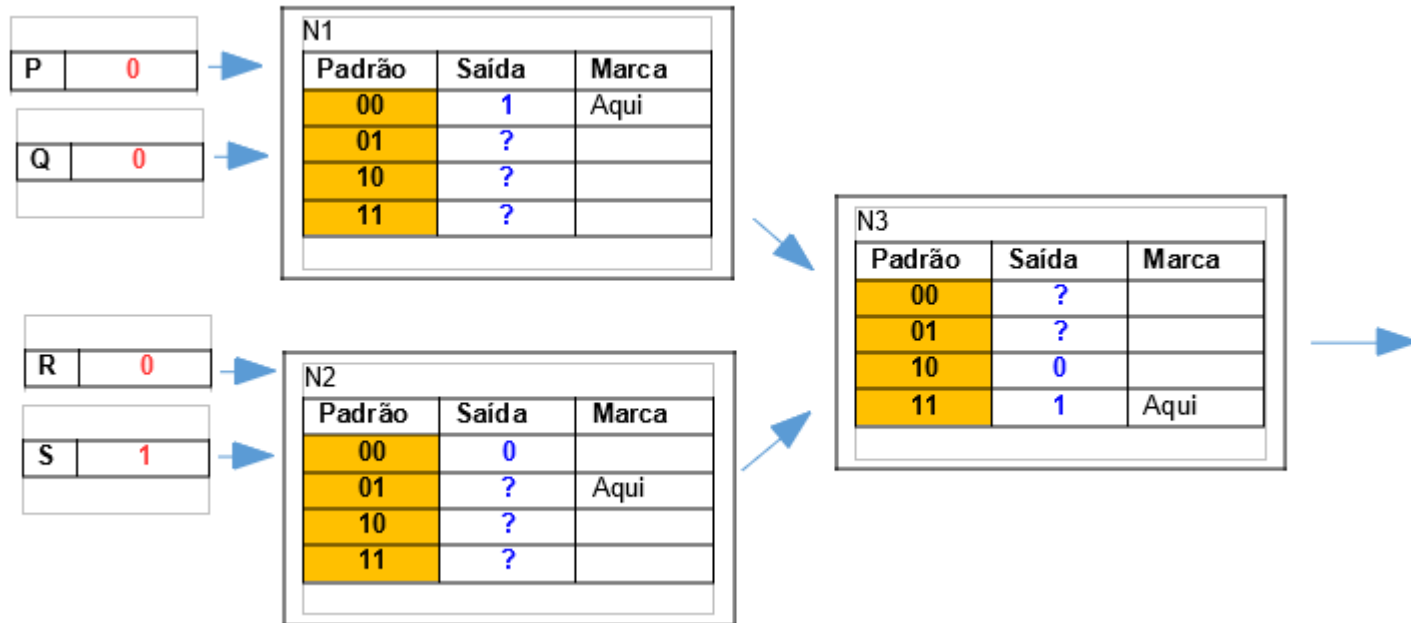 P 0
Q 0
N1
Padrão Saída Marca
00 1 Aqui
01 ?
10 ?
11 ?
R 0
S 1
N2
Padrão Saída Marca
00 0
01 ? Aqui
10 ?
11 ?
N3
Padrão Saída Marca
00 ?
01 ?
10 0
11 1 Aqui